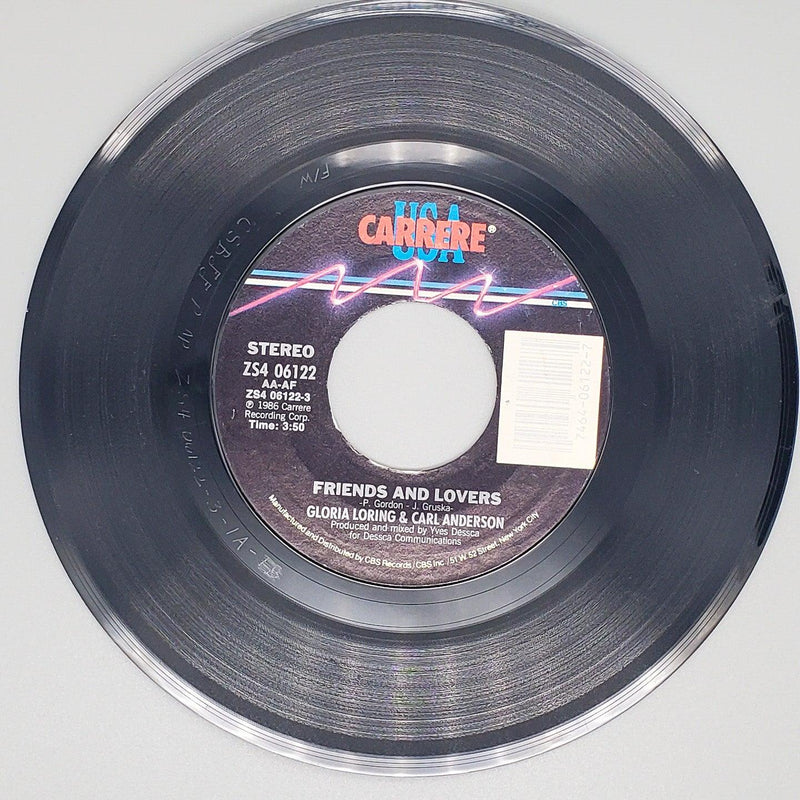 USA
CARRERE®
CBS
STEREO
ZS4 06122
AA-AF
ZS4 06122-3
℗ 1986 Carrere
Recording Corp.
Time: 3:50
7464-06122-7
FRIENDS AND LOVERS
-P. Gordon - J. Gruska-
GLORIA LORING & CARL ANDERSON
Produced and mixed by Yves Dessca
for Dessca Communications
Manufactured and Distributed by CBS Records / CBS Inc / 51 W. 52 Street, New York City
F/W